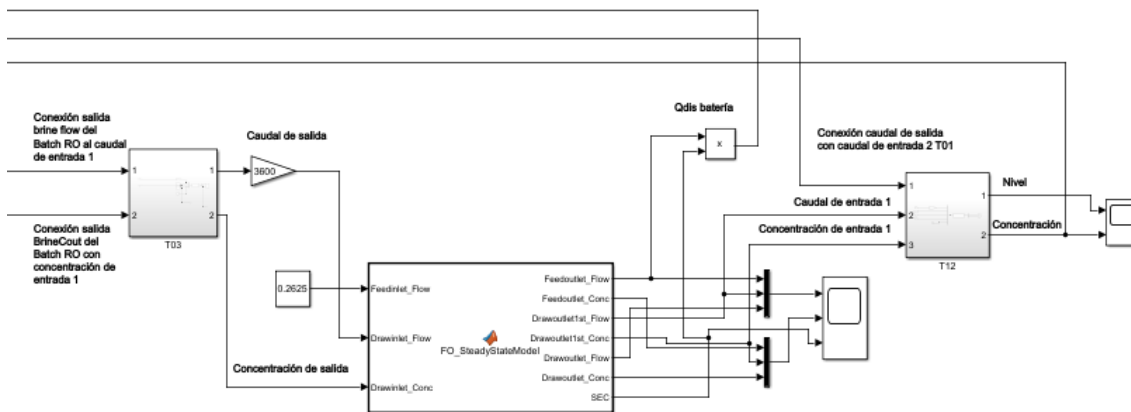 Qdis batería
x
Conexión salida
brine flow del
Batch RO al caudal
de entrada 1
Caudal de salida
3600
1
2
1
2
T03
Conexión salida
BrineCout del
Batch RO con
concentración de
entrada 1
Concentración de salida
0.2625
Feedinlet_Flow
Drawinlet_Flow
Drawinlet_Conc
FO_SteadyStateModel
Feedoutlet_Flow
Feedoutlet_Conc
Drawoutlet1st_Flow
Drawoutlet1st_Conc
Drawoutlet_Flow
Drawoutlet_Conc
SEC
Conexión caudal de salida
con caudal de entrada 2 T01
Caudal de entrada 1
Concentración de entrada 1
1
2
3
1
2
T12
Nivel
Concentración